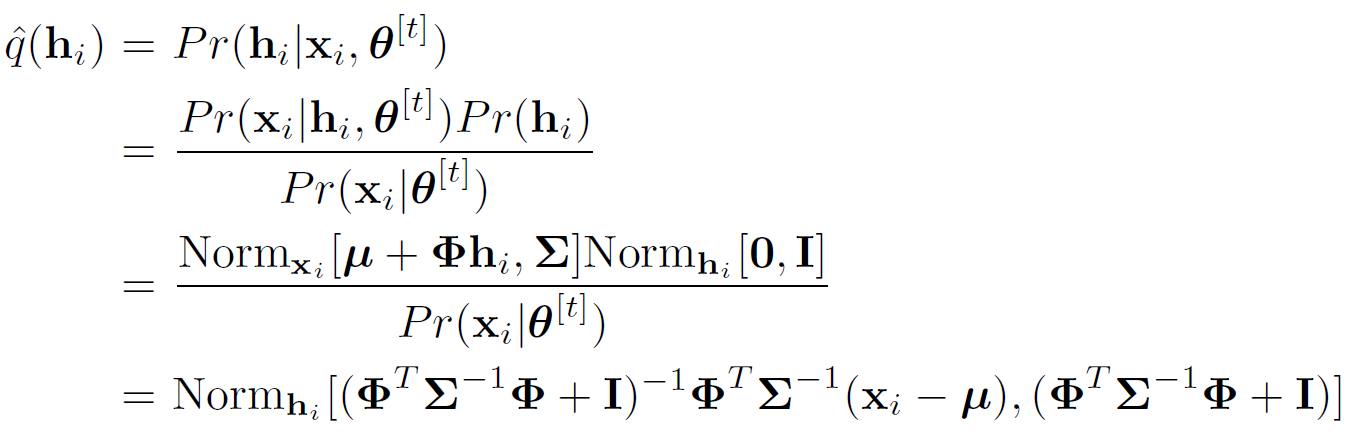 q̂(𝐡ᵢ) = Pr(𝐡ᵢ|𝐱ᵢ, 𝜽^[t])
= Pr(𝐱ᵢ|𝐡ᵢ, 𝜽^[t])Pr(𝐡ᵢ) / Pr(𝐱ᵢ|𝜽^[t])
= Norm_𝐱ᵢ[𝝁 + 𝚽𝐡ᵢ, 𝚺]Norm_𝐡ᵢ[𝟎, 𝐈] / Pr(𝐱ᵢ|𝜽^[t])
= Norm_𝐡ᵢ[(𝚽^T 𝚺^−1 𝚽 + 𝐈)^−1 𝚽^T 𝚺^−1 (𝐱ᵢ − 𝝁), (𝚽^T 𝚺^−1 𝚽 + 𝐈)]